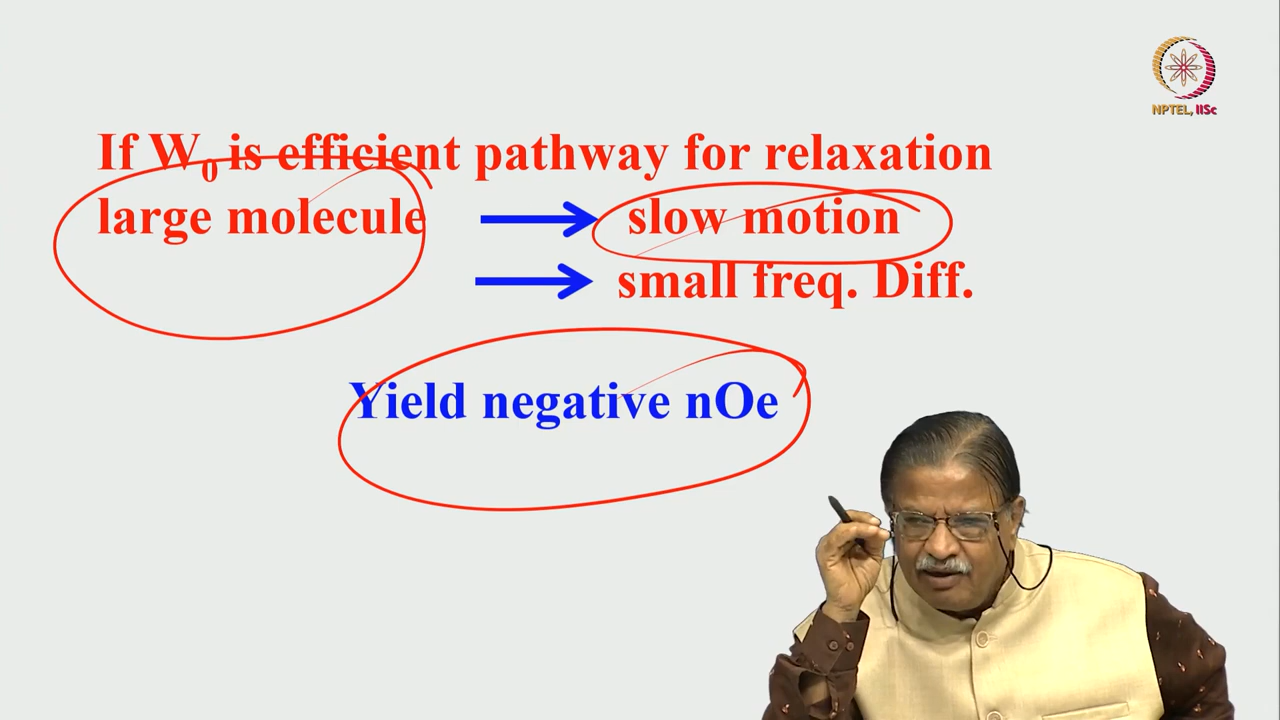 NPTEL, IISc
If W₀ is efficient pathway for relaxation
large molecule slow motion
small freq. Diff.
Yield negative nOe